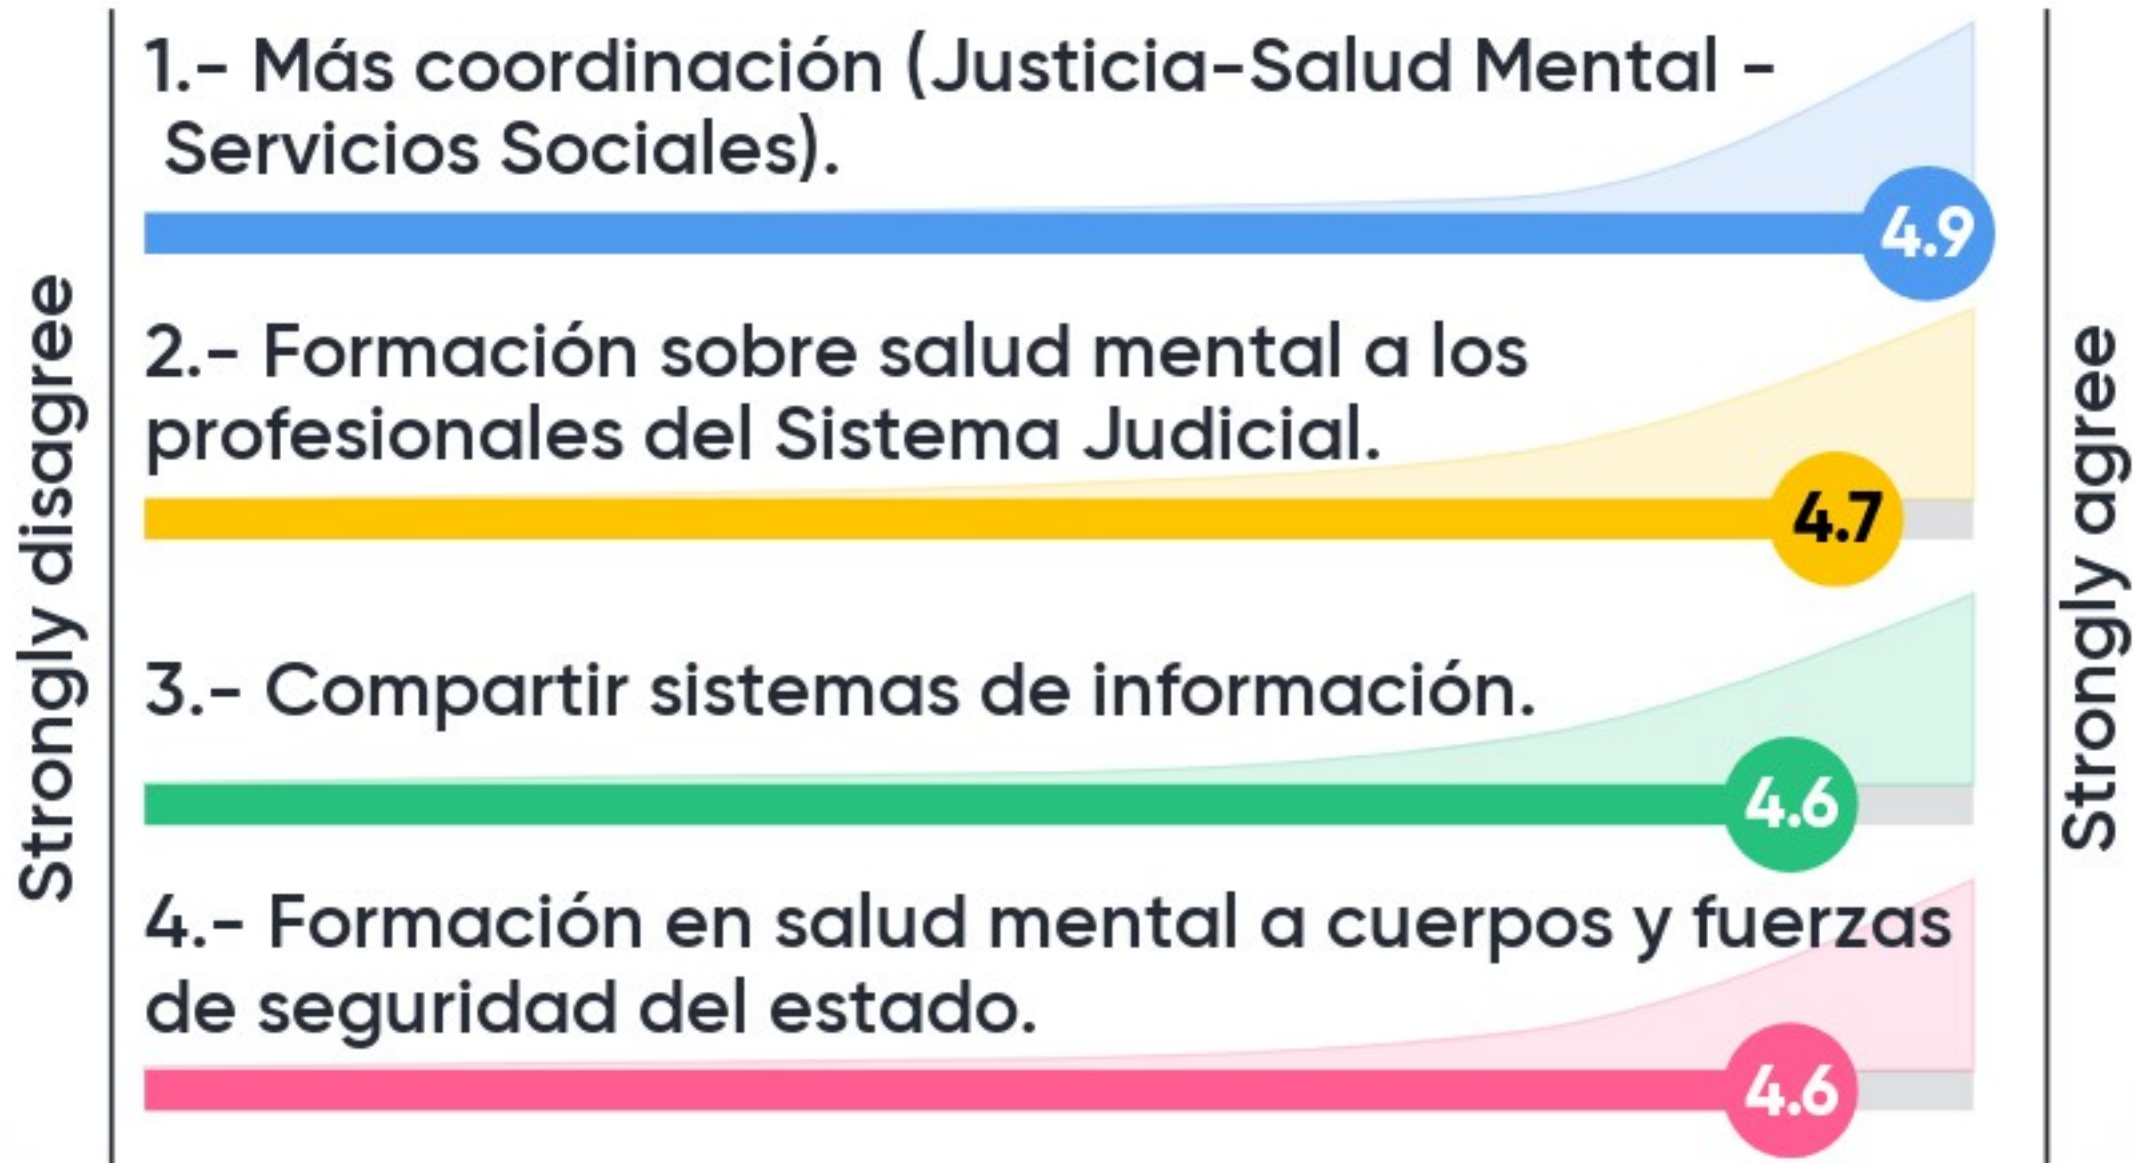 1.- Más coordinación (Justicia-Salud Mental -
Servicios Sociales).
4.9
2.- Formación sobre salud mental a los
profesionales del Sistema Judicial.
4.7
3.- Compartir sistemas de información.
4.6
4.- Formación en salud mental a cuerpos y fuerzas
de seguridad del estado.
4.6
Strongly disagree
Strongly agree